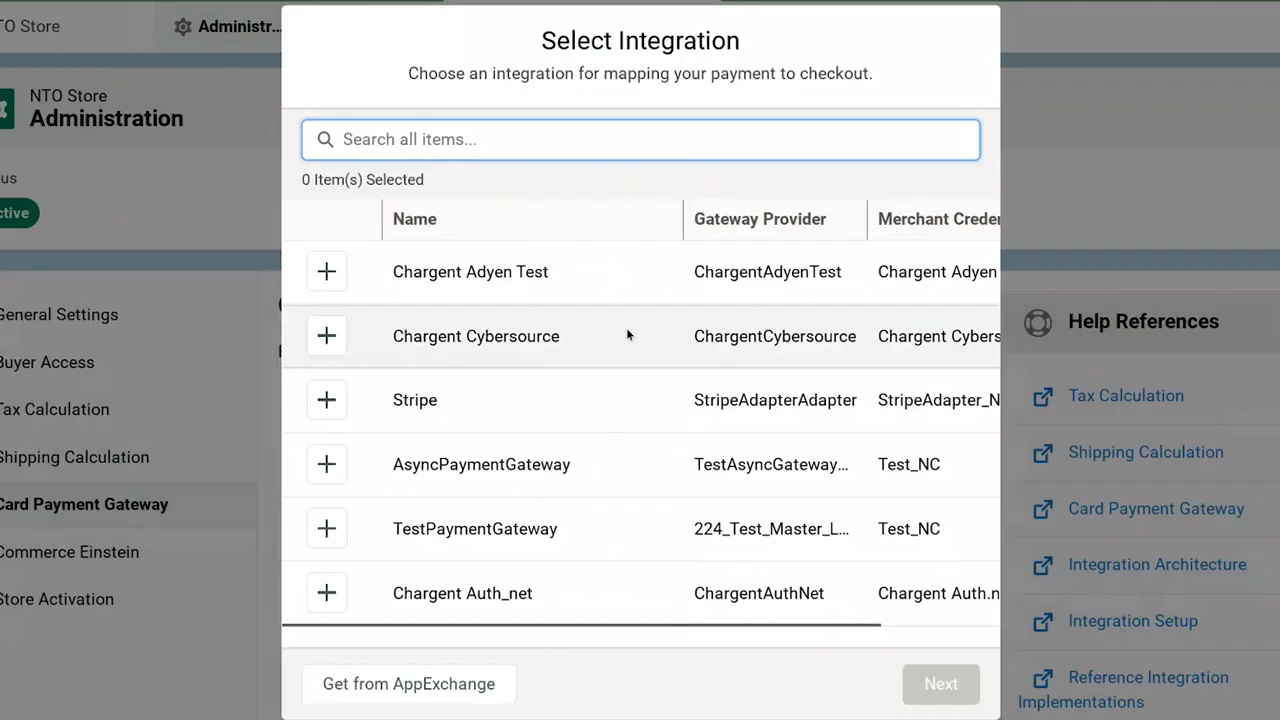 TO Store
Administr...
NTO Store
Administration
us
ctive
General Settings
Buyer Access
Tax Calculation
Shipping Calculation
Card Payment Gateway
Commerce Einstein
Store Activation
Select Integration
Choose an integration for mapping your payment to checkout.
Search all items...
0 Item(s) Selected
Name Gateway Provider Merchant Creden
Chargent Adyen Test ChargentAdyenTest Chargent Adyen
Chargent Cybersource ChargentCybersource Chargent Cybers
Stripe StripeAdapterAdapter StripeAdapter_N
AsyncPaymentGateway TestAsyncGateway... Test_NC
TestPaymentGateway 224_Test_Master_L... Test_NC
Chargent Auth_net ChargentAuthNet Chargent Auth.n
Get from AppExchange
Next
Help References
Tax Calculation
Shipping Calculation
Card Payment Gateway
Integration Architecture
Integration Setup
Reference Integration
Implementations